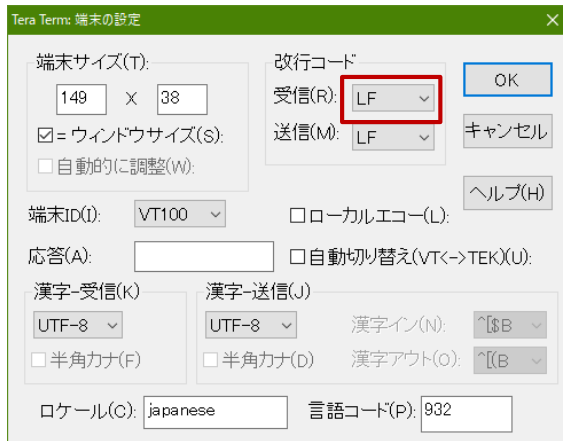 Tera Term: 端末の設定
端末サイズ(T):
149 X 38
☑= ウィンドウサイズ(S):
☐自動的に調整(W):
改行コード
受信(R): LF
送信(M): LF
OK
キャンセル
ヘルプ(H)
端末ID(I): VT100
☐ローカルエコー(L):
応答(A):
☐自動切り替え(VT<->TEK)(U):
漢字-受信(K)
UTF-8
☐半角カナ(F)
漢字-送信(J)
UTF-8
☐半角カナ(D)
漢字イン(N): ^[$B
漢字アウト(O): ^[(B
ロケール(C): japanese
言語コード(P): 932